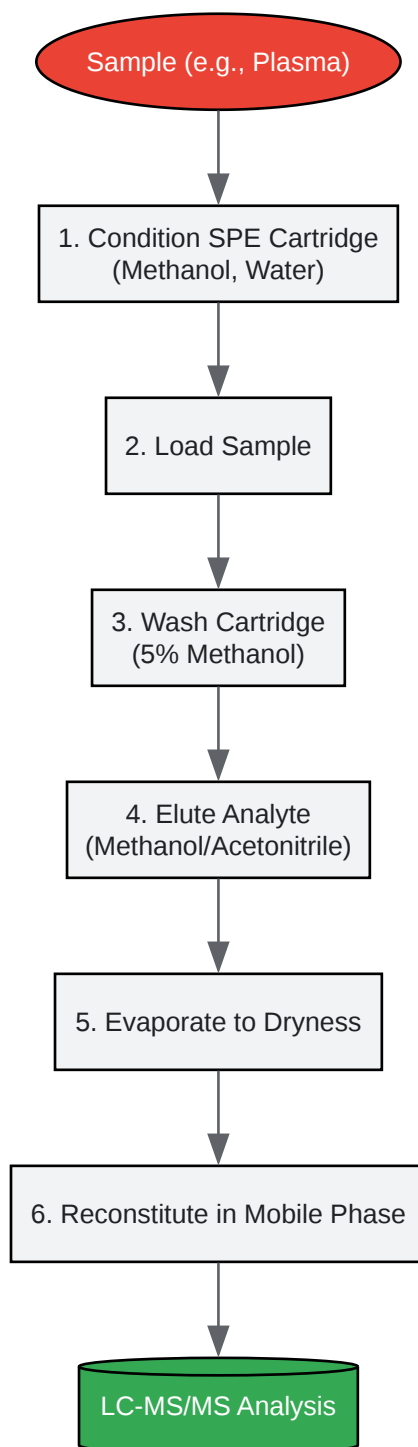 Sample (e.g., Plasma)
1. Condition SPE Cartridge
(Methanol, Water)
2. Load Sample
3. Wash Cartridge
(5% Methanol)
4. Elute Analyte
(Methanol/Acetonitrile)
5. Evaporate to Dryness
6. Reconstitute in Mobile Phase
LC-MS/MS Analysis